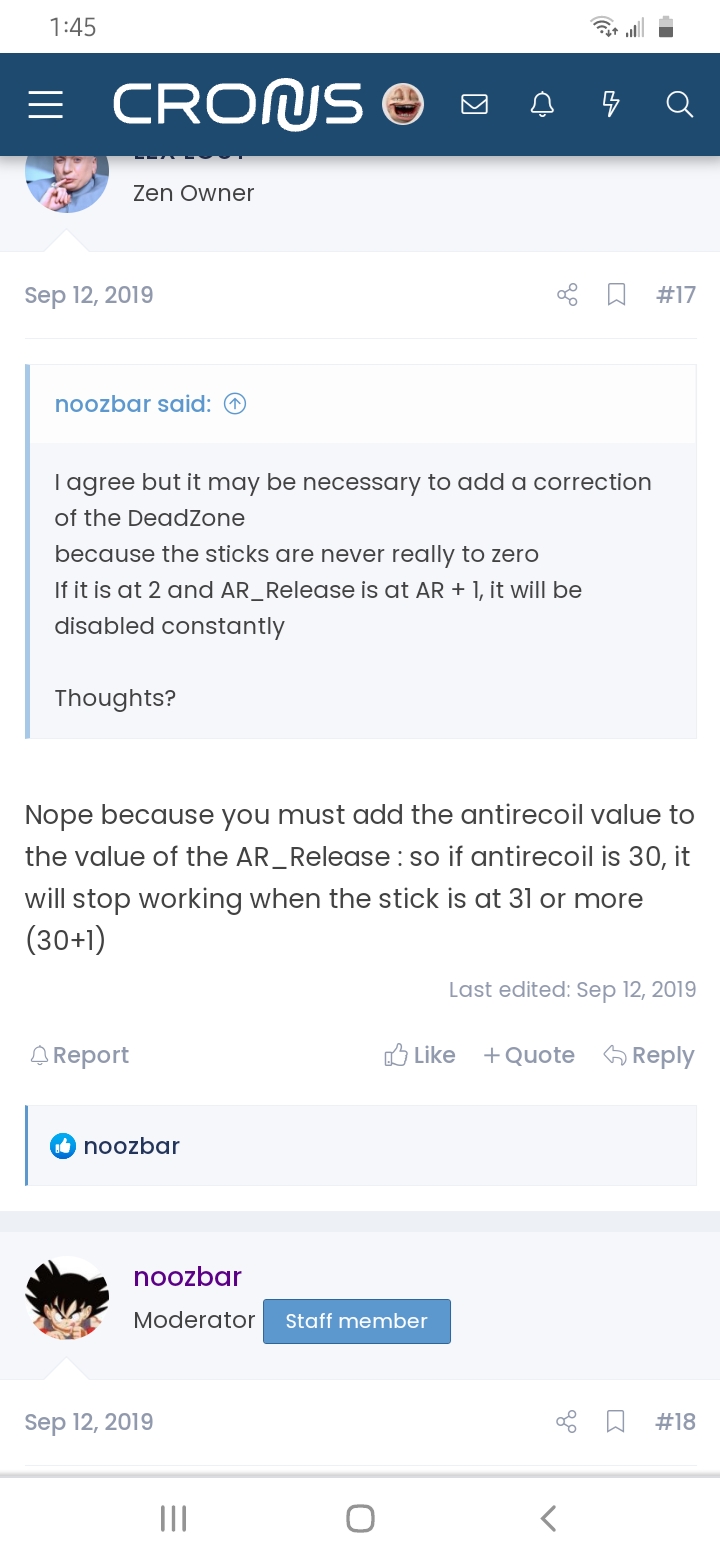 1:45
CRONUS
Zen Owner
Sep 12, 2019
#17
noozbar said:
I agree but it may be necessary to add a correction
of the DeadZone
because the sticks are never really to zero
If it is at 2 and AR_Release is at AR + 1, it will be
disabled constantly
Thoughts?
Nope because you must add the antirecoil value to
the value of the AR_Release : so if antirecoil is 30, it
will stop working when the stick is at 31 or more
(30+1)
Last edited: Sep 12, 2019
Report Like +Quote Reply
noozbar
noozbar
Moderator Staff member
Sep 12, 2019
#18